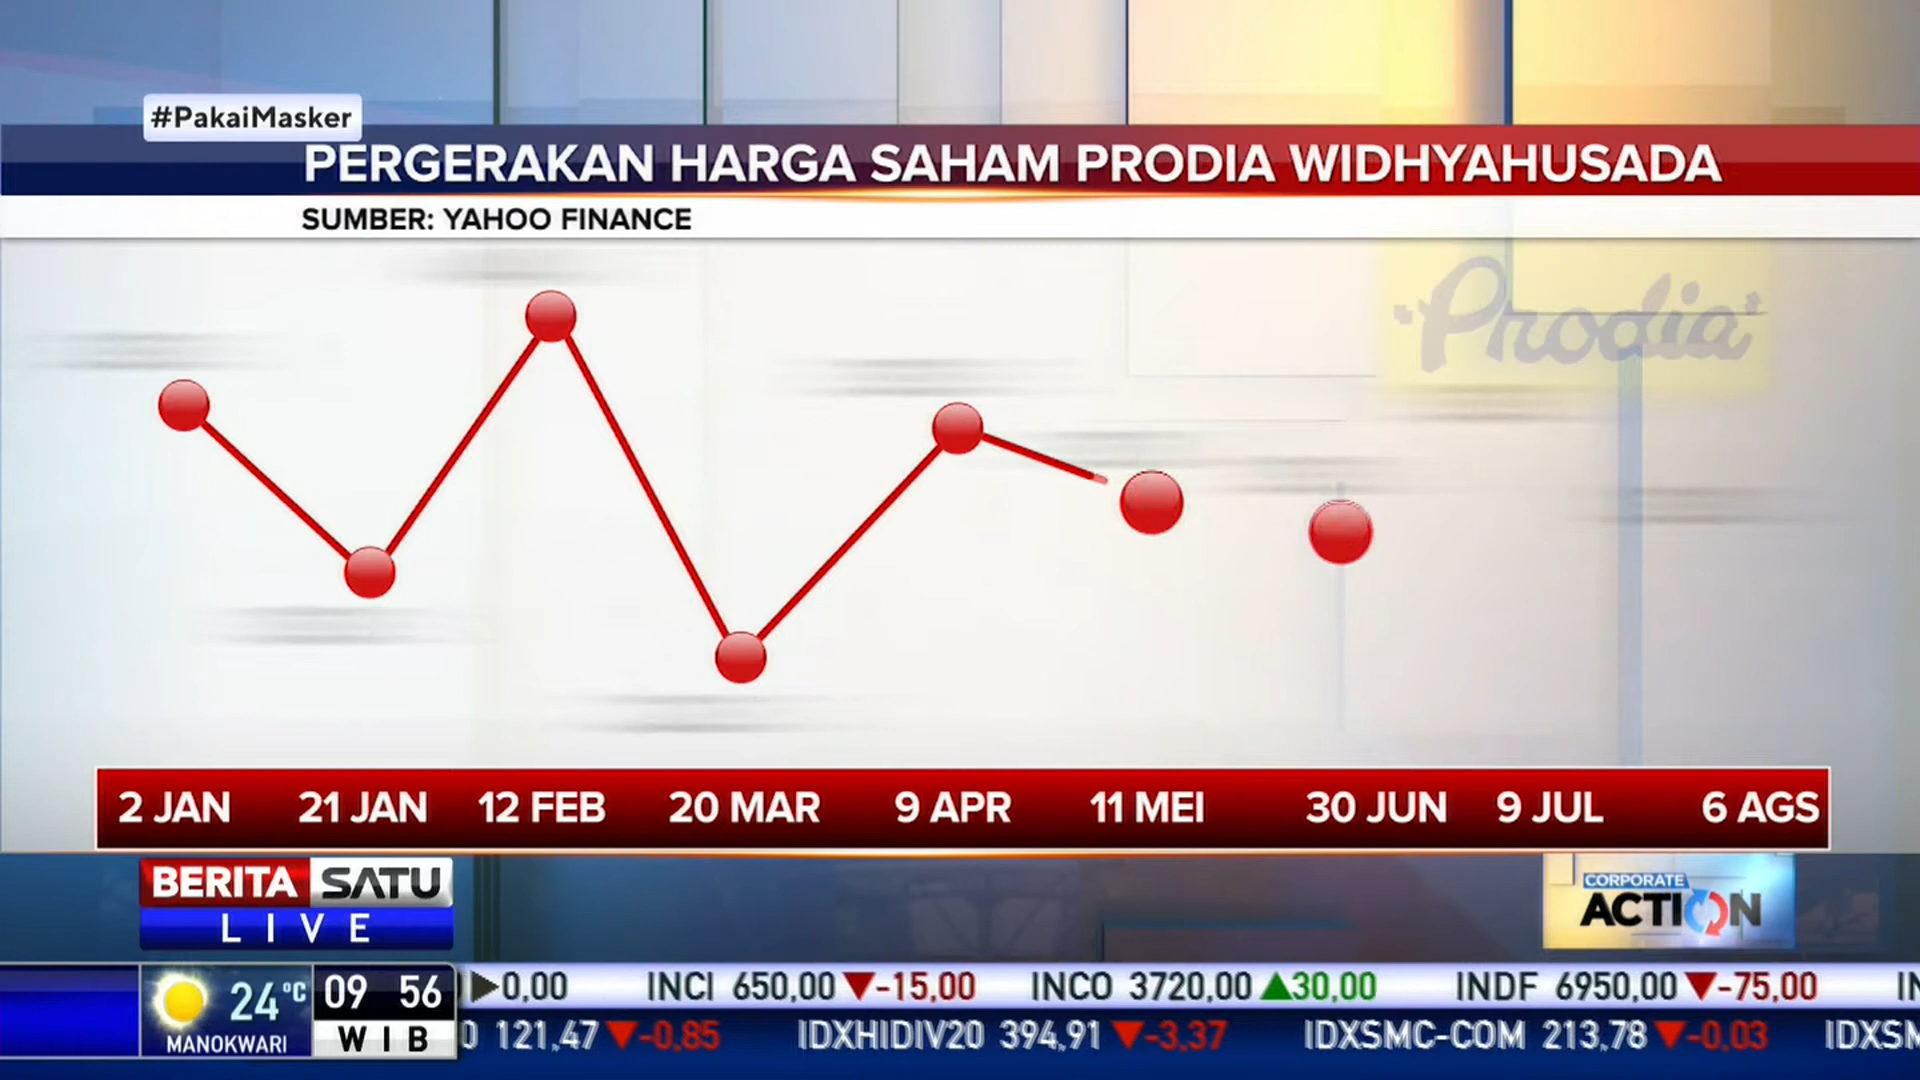 #PakaiMasker
PERGERAKAN HARGA SAHAM PRODIA WIDHYAHUSADA
SUMBER: YAHOO FINANCE
Prodia
2 JAN 21 JAN 12 FEB 20 MAR 9 APR 11 MEI 30 JUN 9 JUL 6 AGS
BERITA SATU
LIVE
CORPORATE
ACTION
24°C
MANOKWARI
09 56
WIB
▶0,00 INCI 650,00 ▼-15,00 INCO 3720,00 ▲30,00 INDF 6950,00 ▼-75,00
121,47 ▼-0,85 IDXHIDIV20 394,91 ▼-3,37 IDXSMC-COM 213,78 ▼-0,03 IDXSM